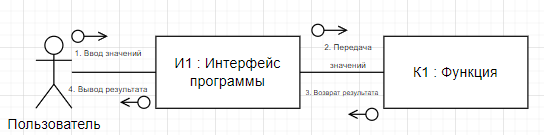 1. Ввод значений
4. Вывод результата
Пользователь
И1 : Интерфейс
программы
2. Передача
значений
3. Возврат результата
К1 : Функция